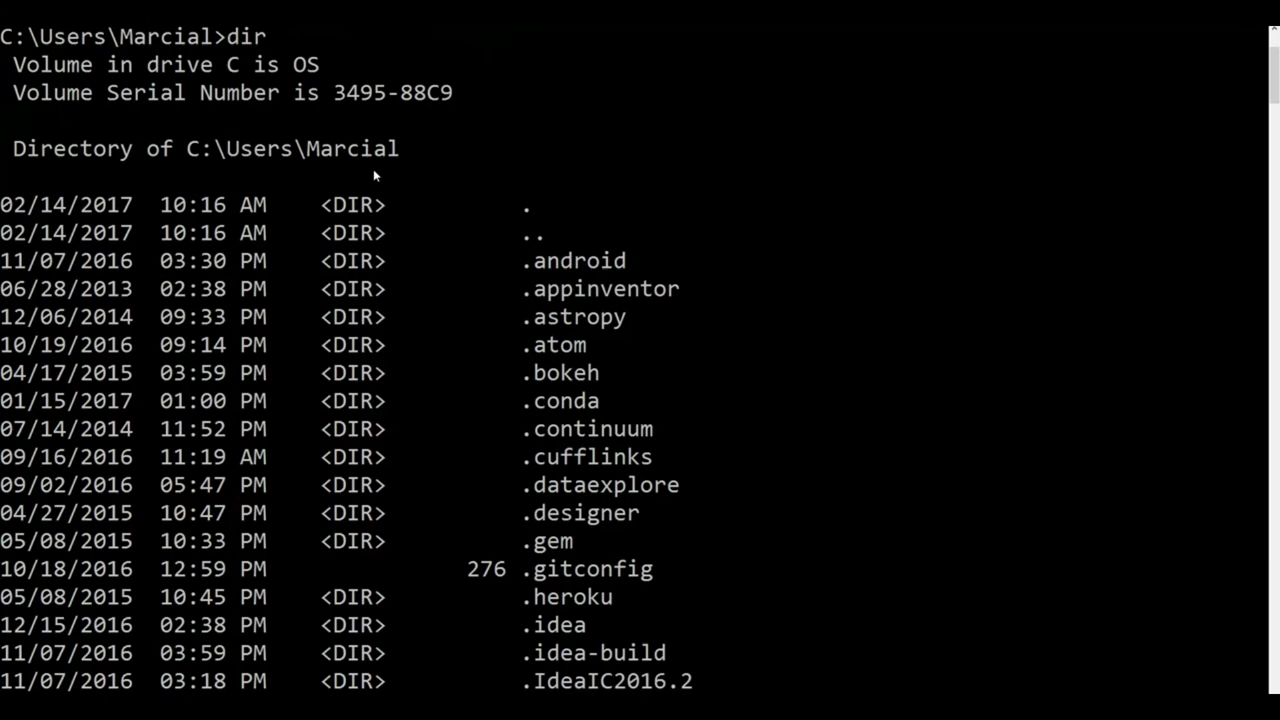 C:\Users\Marcial>dir
Volume in drive C is OS
Volume Serial Number is 3495-88C9
Directory of C:\Users\Marcial
02/14/2017 10:16 AM <DIR> .
02/14/2017 10:16 AM <DIR> ..
11/07/2016 03:30 PM <DIR> .android
06/28/2013 02:38 PM <DIR> .appinventor
12/06/2014 09:33 PM <DIR> .astropy
10/19/2016 09:14 PM <DIR> .atom
04/17/2015 03:59 PM <DIR> .bokeh
01/15/2017 01:00 PM <DIR> .conda
07/14/2014 11:52 PM <DIR> .continuum
09/16/2016 11:19 AM <DIR> .cufflinks
09/02/2016 05:47 PM <DIR> .dataexplore
04/27/2015 10:47 PM <DIR> .designer
05/08/2015 10:33 PM <DIR> .gem
10/18/2016 12:59 PM 276 .gitconfig
05/08/2015 10:45 PM <DIR> .heroku
12/15/2016 02:38 PM <DIR> .idea
11/07/2016 03:59 PM <DIR> .idea-build
11/07/2016 03:18 PM <DIR> .IdeaIC2016.2